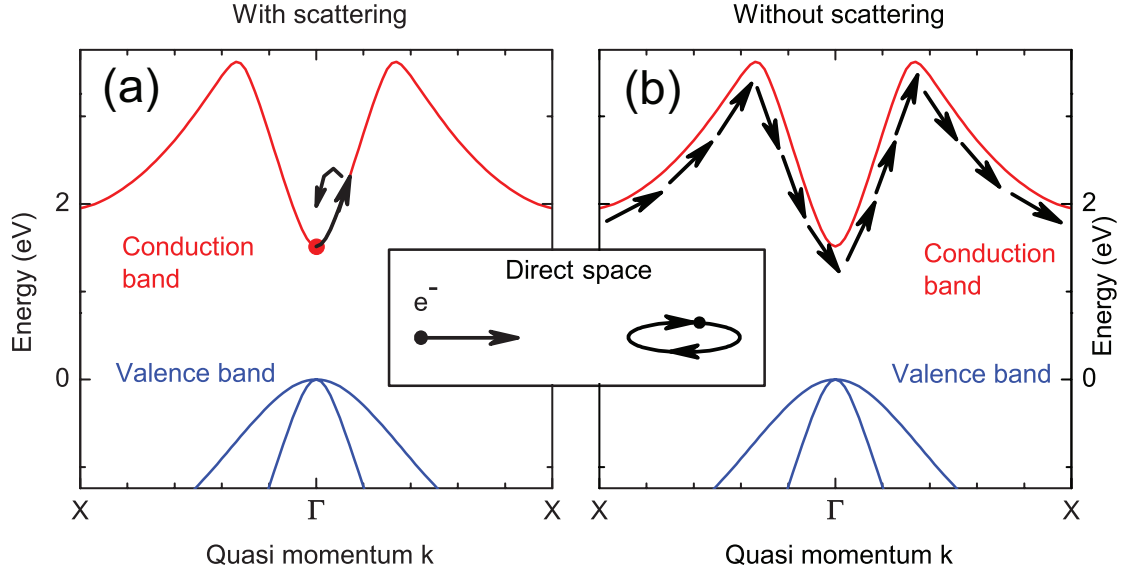 With scattering
Without scattering
(a)
(b)
2
0
Energy (eV)
Conduction
band
Valence band
Direct space
e-
Conduction
band
Valence band
2
0
Energy (eV)
X
Γ
X
X
Γ
X
Quasi momentum k
Quasi momentum k